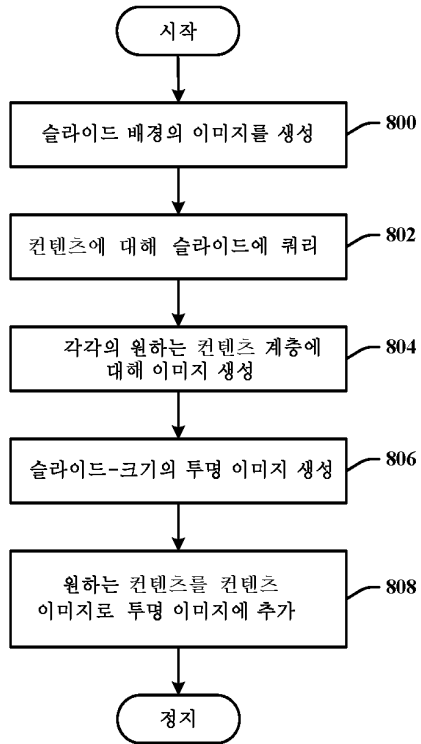 시작
슬라이드 배경의 이미지를 생성
800
컨텐츠에 대해 슬라이드에 쿼리
802
각각의 원하는 컨텐츠 계층에
대해 이미지 생성
804
슬라이드-크기의 투명 이미지 생성
806
원하는 컨텐츠를 컨텐츠
이미지로 투명 이미지에 추가
808
정지